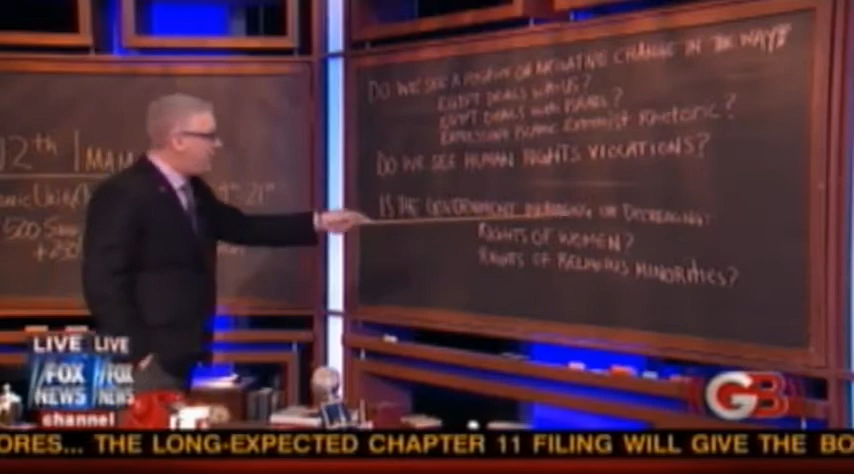 12th IMAM
500
DO WE SEE A POSITIVE OR NEGATIVE CHANGE IN THE WAY?
EGYPT DEALS WITH US?
EGYPT DEALS WITH ISRAEL?
EXPRESSING ISLAMIC EXTREMIST RHETORIC?
DO WE SEE HUMAN RIGHTS VIOLATIONS?
IS THE GOVERNMENT INCREASING OR DECREASING:
RIGHTS OF WOMEN?
RIGHTS OF RELIGIOUS MINORITIES?
LIVE LIVE
FOX FOX
NEWS NEWS
channel
GB
ORES... THE LONG-EXPECTED CHAPTER 11 FILING WILL GIVE THE BO